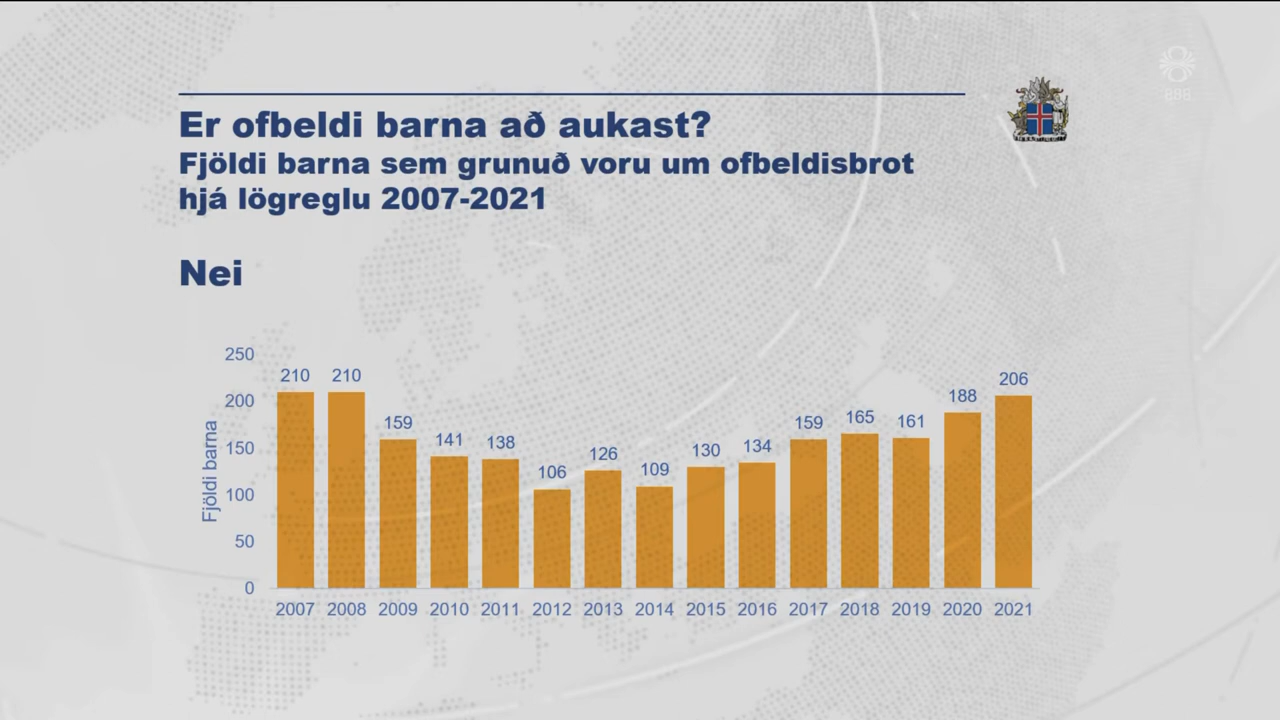 Er ofbeldi barna að aukast?
Fjöldi barna sem grunuð voru um ofbeldisbrot
hjá lögreglu 2007-2021
888
Nei
Fjöldi barna
250
200
150
100
50
0
210 210 159 141 138 106 126 109 130 134 159 165 161 188 206
2007 2008 2009 2010 2011 2012 2013 2014 2015 2016 2017 2018 2019 2020 2021